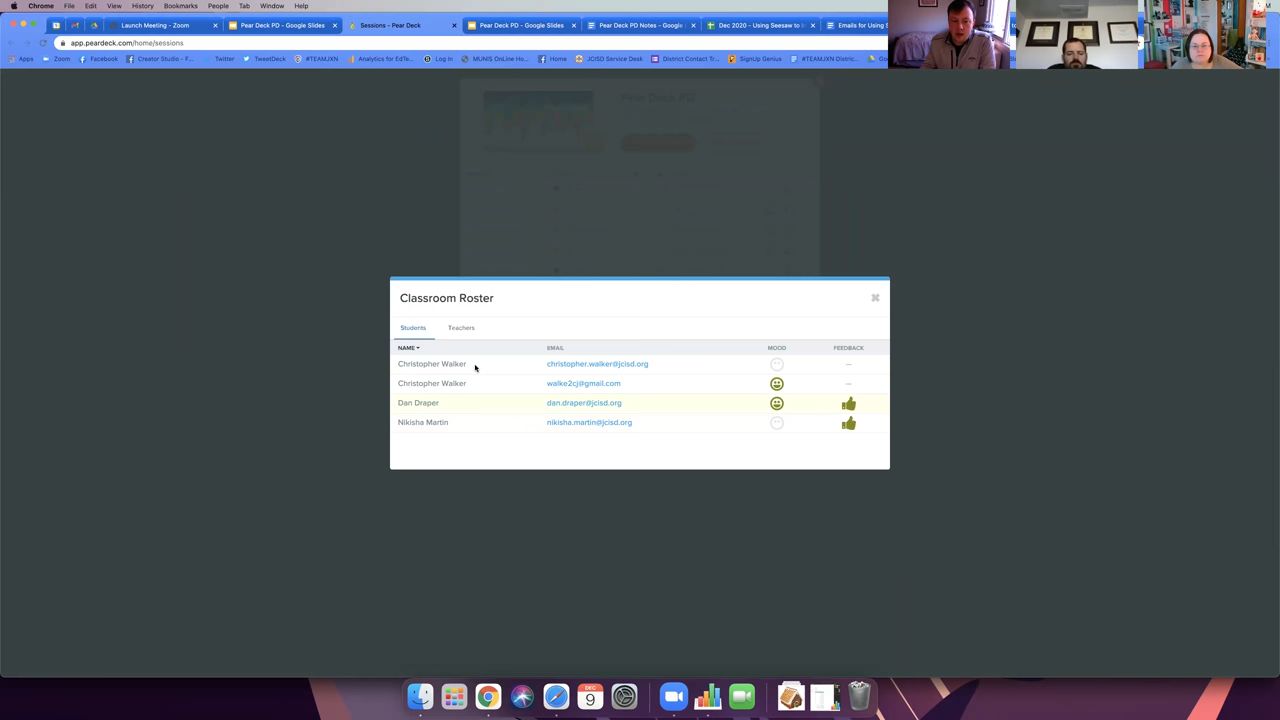 Chrome File Edit View History Bookmarks People Tab Window Help
Launch Meeting - Zoom Pear Deck PD - Google Slides Sessions - Pear Deck Pear Deck PD - Google Slides Pear Deck PD Notes - Google Dec 2020 - Using Seesaw to Emails for Using S
app.peardeck.com/home/sessions
Apps Zoom Facebook Creator Studio - F... Twitter TweetDeck #TEAMJXN Analytics for EdTe... Log In MUNIS OnLine Ho... Home JCISD Service Desk District Contact Tr... SignUp Genius #TEAMJXN Distric...
Pear Deck PD
Classroom Roster
Students Teachers
NAME EMAIL MOOD FEEDBACK
Christopher Walker christopher.walker@jcisd.org —
Christopher Walker walke2cj@gmail.com —
Dan Draper dan.draper@jcisd.org
Nikisha Martin nikisha.martin@jcisd.org
DEC
9